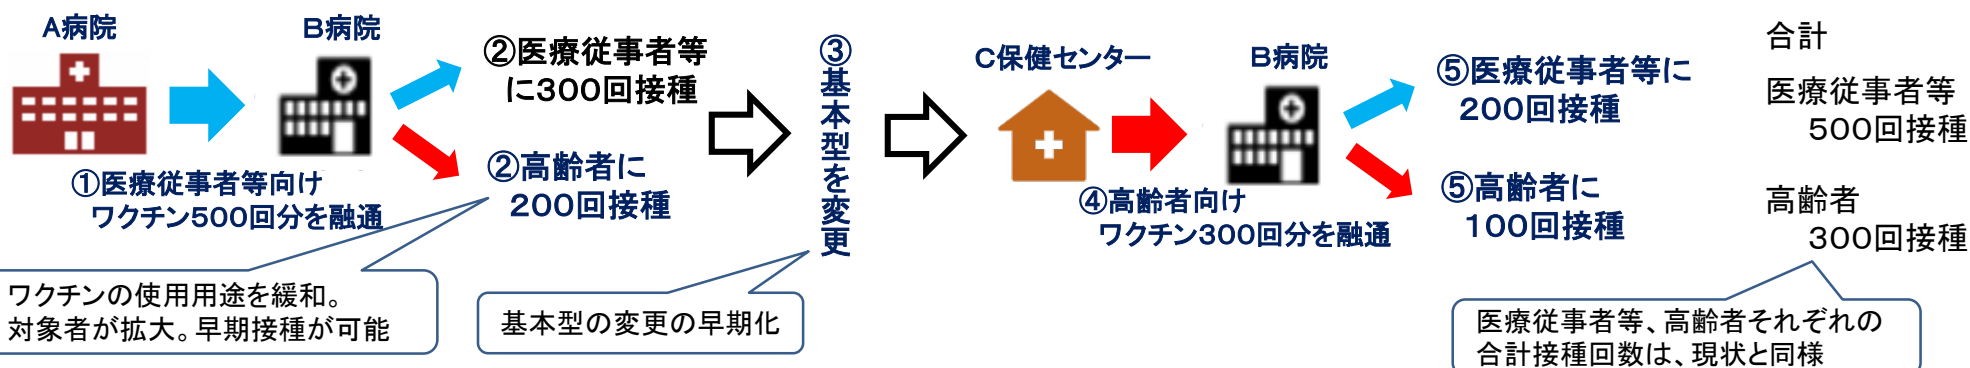 A病院
B病院
②医療従事者等
に300回接種
②高齢者に
200回接種
①医療従事者等向け
ワクチン500回分を融通
ワクチンの使用用途を緩和。
対象者が拡大。早期接種が可能
③基本型を変更
基本型の変更の早期化
C保健センター
B病院
④高齢者向け
ワクチン300回分を融通
⑤医療従事者等に
200回接種
⑤高齢者に
100回接種
合計
医療従事者等
500回接種
高齢者
300回接種
医療従事者等、高齢者それぞれの
合計接種回数は、現状と同様